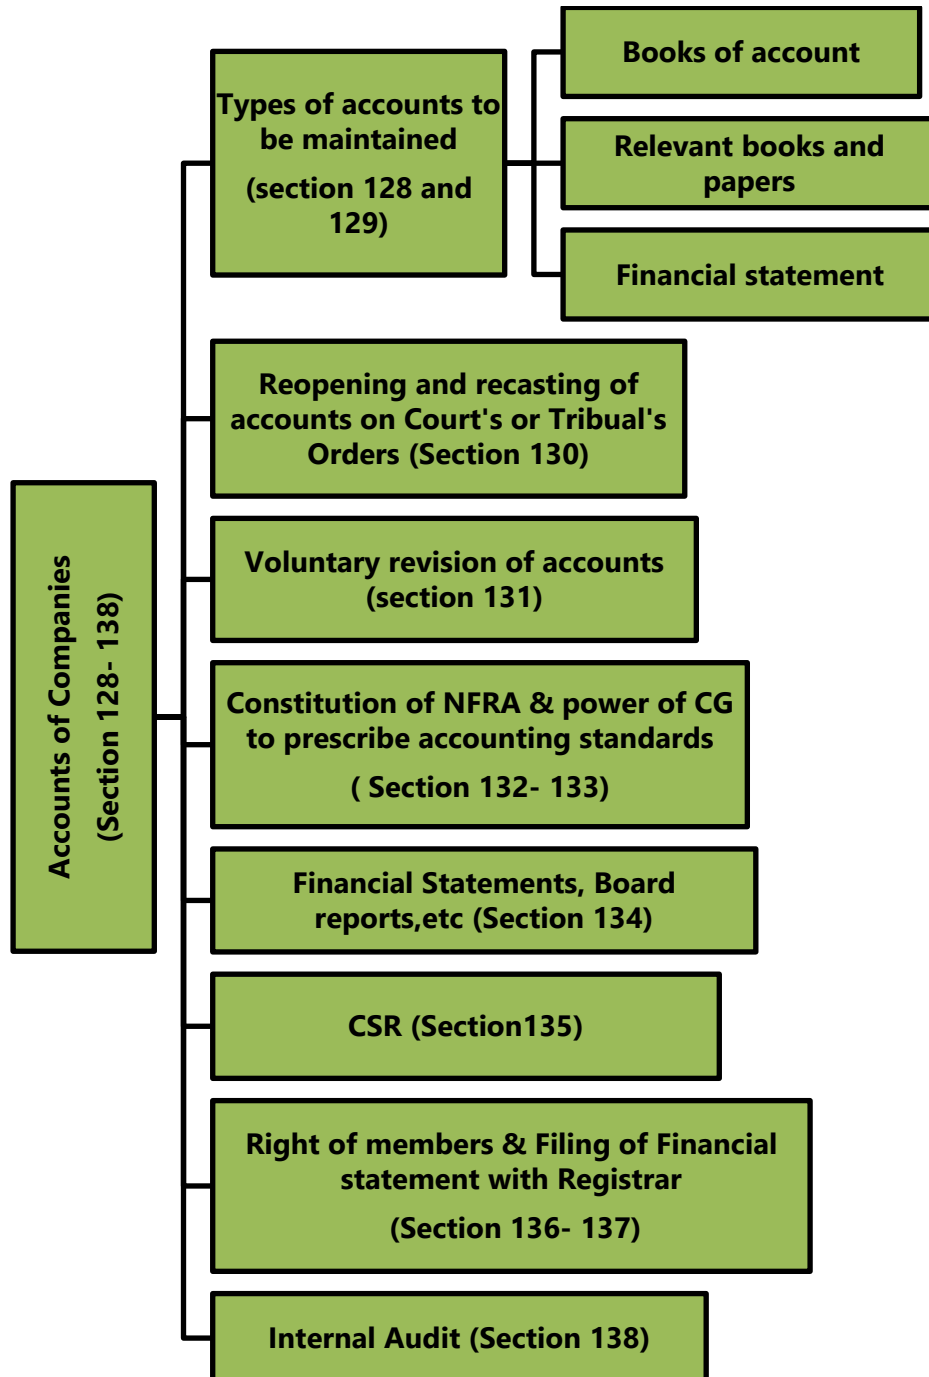 Accounts of Companies
(Section 128- 138)
Types of accounts to
be maintained
(section 128 and
129)
Books of account
Relevant books and
papers
Financial statement
Reopening and recasting of
accounts on Court's or Tribual's
Orders (Section 130)
Voluntary revision of accounts
(section 131)
Constitution of NFRA & power of CG
to prescribe accounting standards
( Section 132- 133)
Financial Statements, Board
reports,etc (Section 134)
CSR (Section135)
Right of members & Filing of Financial
statement with Registrar
(Section 136- 137)
Internal Audit (Section 138)